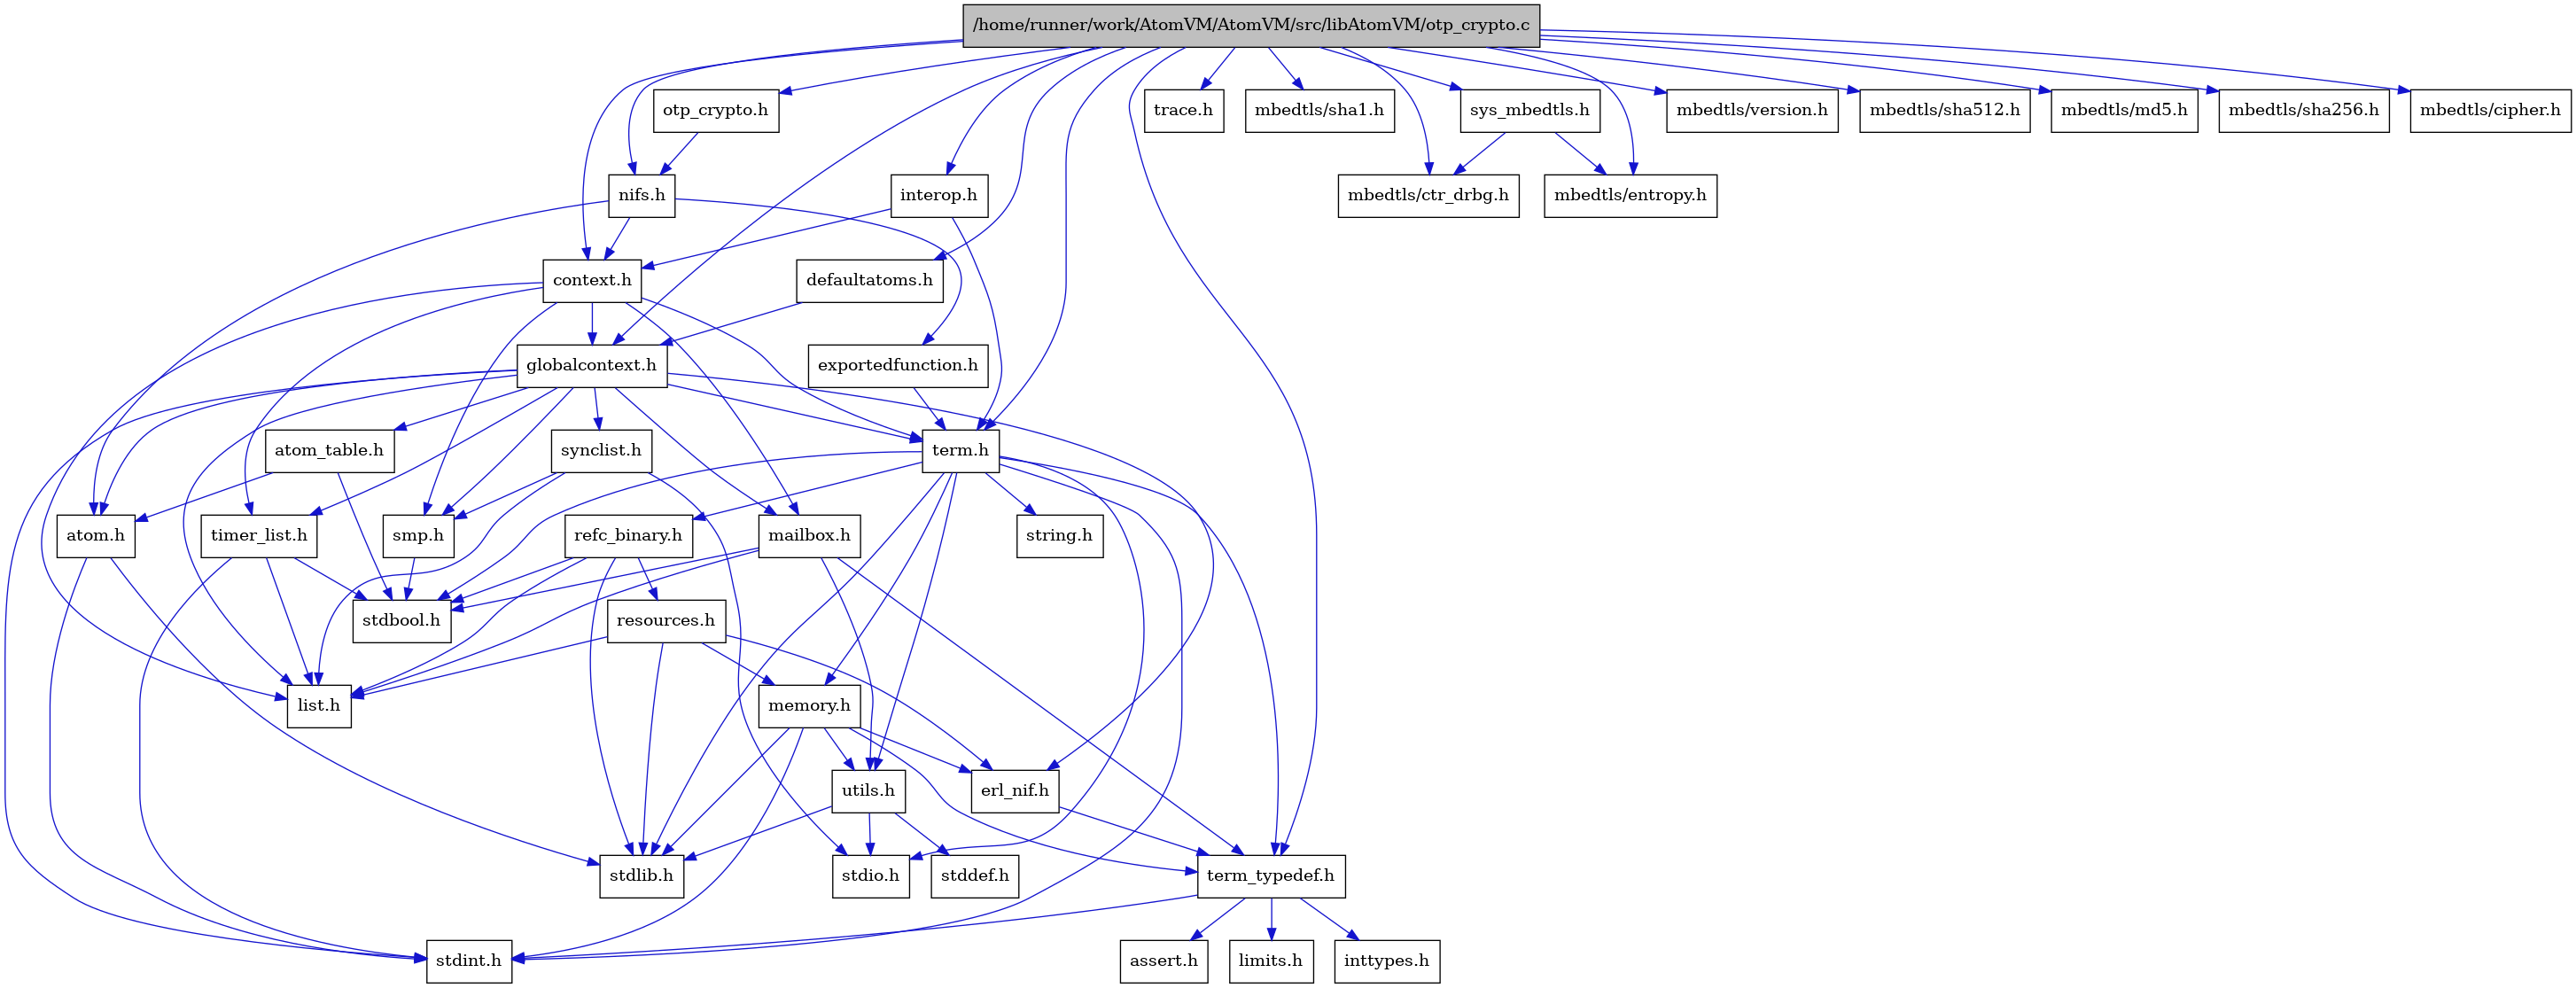 /home/runner/work/AtomVM/AtomVM/src/libAtomVM/otp_crypto.c
otp_crypto.h
trace.h
mbedtls/sha1.h
sys_mbedtls.h
mbedtls/version.h
mbedtls/sha512.h
mbedtls/md5.h
mbedtls/sha256.h
mbedtls/cipher.h
nifs.h
interop.h
mbedtls/ctr_drbg.h
mbedtls/entropy.h
context.h
defaultatoms.h
globalcontext.h
exportedfunction.h
atom_table.h
synclist.h
term.h
atom.h
timer_list.h
smp.h
refc_binary.h
mailbox.h
string.h
stdbool.h
resources.h
list.h
memory.h
utils.h
erl_nif.h
stdlib.h
stdio.h
stddef.h
term_typedef.h
stdint.h
assert.h
limits.h
inttypes.h